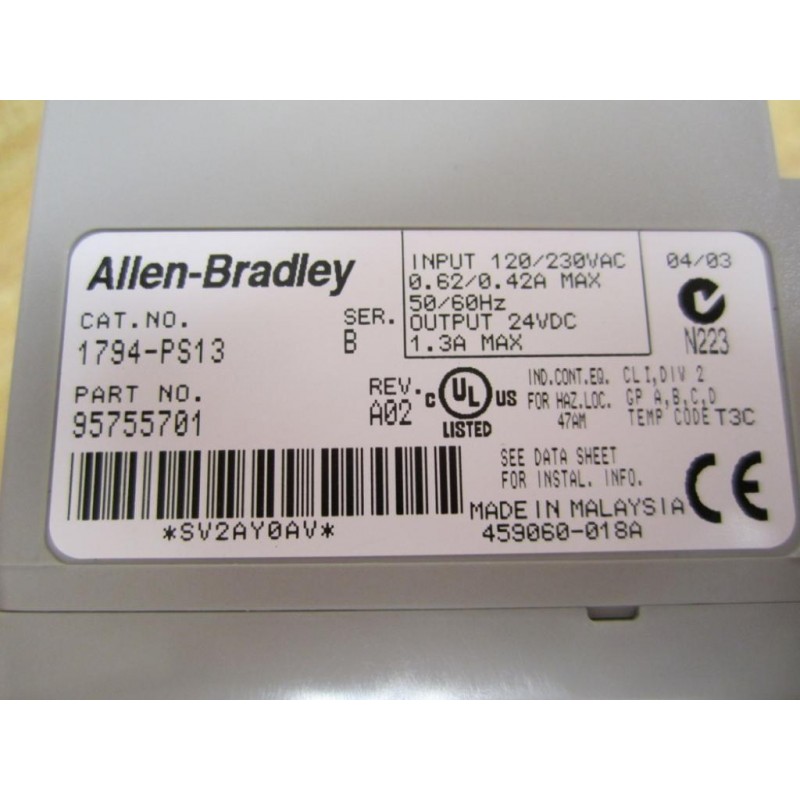 Allen-Bradley
CAT.NO.
SER.
1794-PS13
B
PART NO.
REV.
95755701
A02
INPUT 120/230VAC
0.62/0.42A MAX
50/60Hz
OUTPUT 24VDC
1.3A MAX
04/03
N223
C UL US
LISTED
IND.CONT.EQ.
FOR HAZ.LOC.
47AM
CL I,DIV 2
GP A,B,C,D
TEMP CODE T3C
SEE DATA SHEET
FOR INSTAL. INFO.
CE
*SV2AY0AV*
MADE IN MALAYSIA
459060-018A